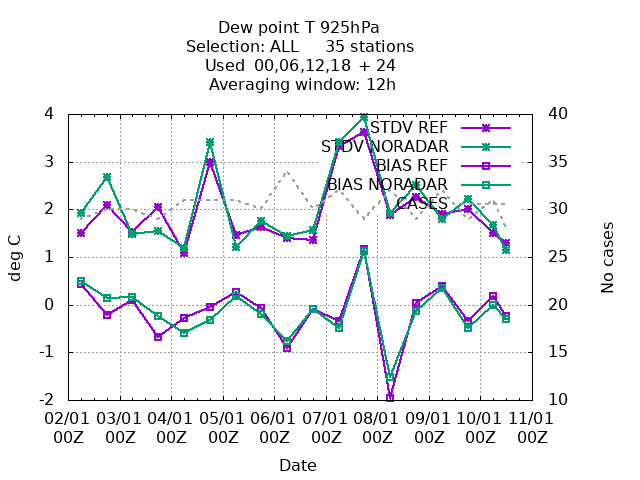 Dew point T 925hPa
Selection: ALL 35 stations
Used 00,06,12,18 + 24
Averaging window: 12h
4
3
2
1
0
-1
-2
deg C
40
35
30
25
20
15
10
No cases
STDV REF
STDV NORADAR
BIAS REF
BIAS NORADAR
CASES
02/01 03/01 04/01 05/01 06/01 07/01 08/01 09/01 10/01 11/01
00Z 00Z 00Z 00Z 00Z 00Z 00Z 00Z 00Z 00Z
Date